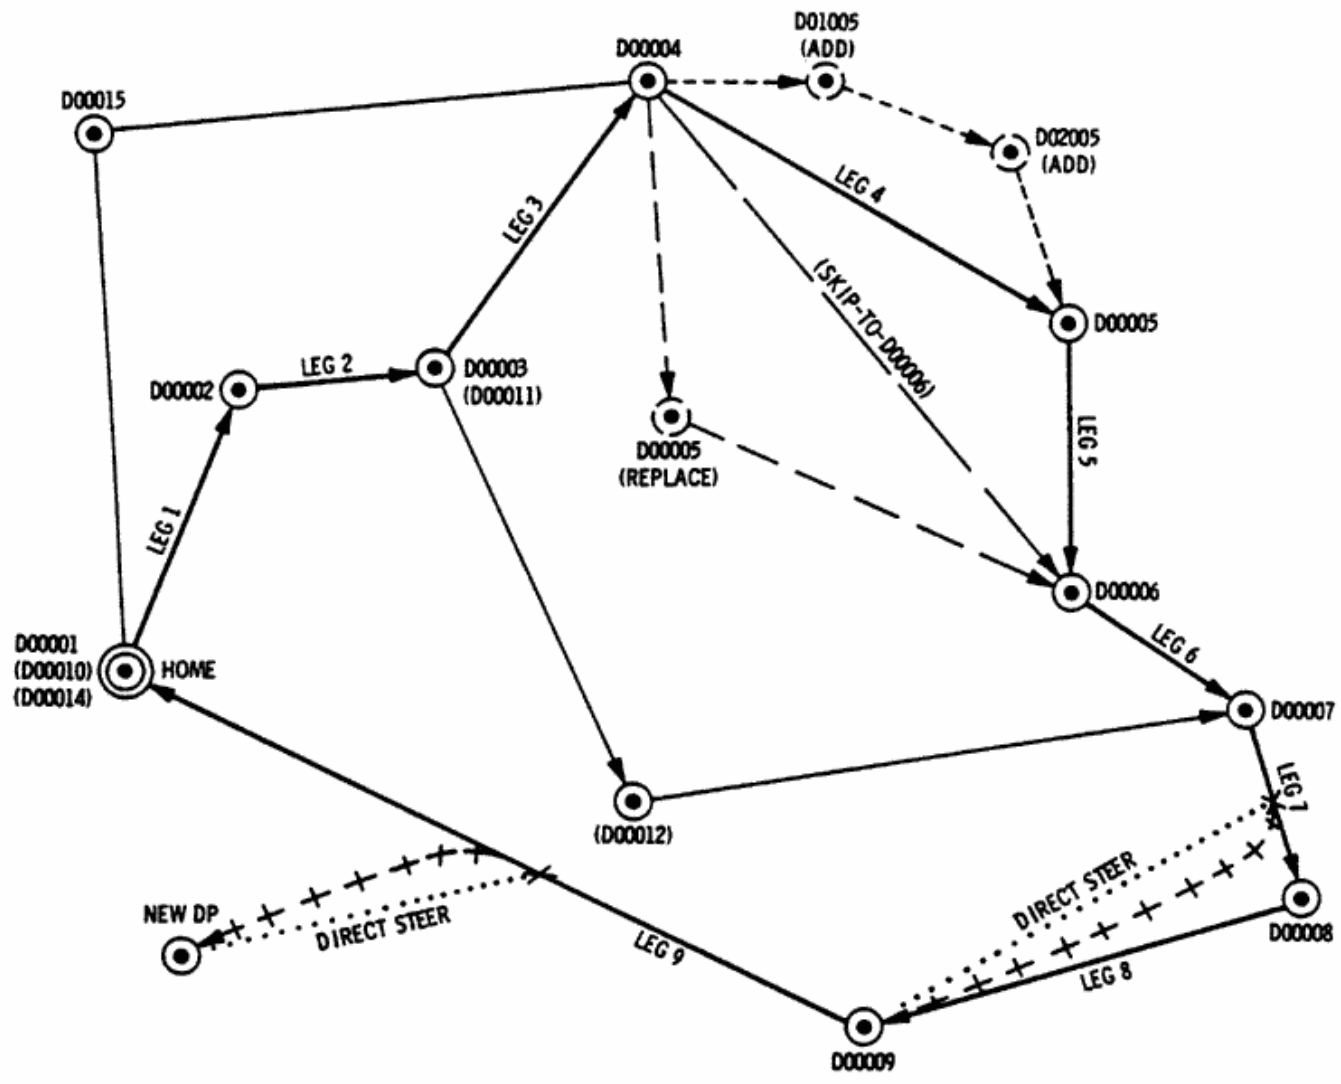 D01005
(ADD)
D00004
D00015
D02005
(ADD)
LEG 4
LEG 3
(SKIP-TO-D00006)
D00005
LEG 2
D00003
(D00011)
D00002
LEG 5
D00005
(REPLACE)
LEG 1
D00006
LEG 6
D00001
(D00010)
(D00014)
HOME
D00007
LEG 7
(D00012)
DIRECT STEER
NEW DP
DIRECT STEER
D00008
LEG 9
LEG 8
D00009